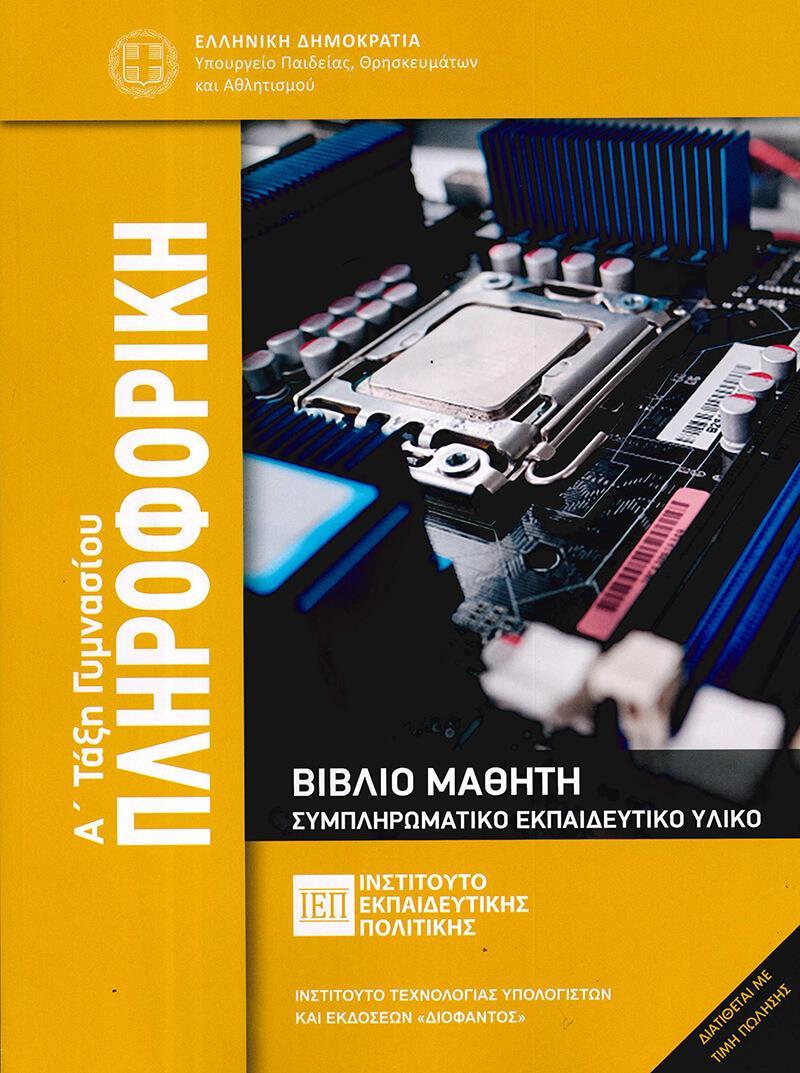 ΕΛΛΗΝΙΚΗ ΔΗΜΟΚΡΑΤΙΑ
Υπουργείο Παιδείας, Θρησκευμάτων
και Αθλητισμού
Α΄ Τάξη Γυμνασίου
ΠΛΗΡΟΦΟΡΙΚΗ
ΒΙΒΛΙΟ ΜΑΘΗΤΗ
ΣΥΜΠΛΗΡΩΜΑΤΙΚΟ ΕΚΠΑΙΔΕΥΤΙΚΟ ΥΛΙΚΟ
ΙΕΠ
ΙΝΣΤΙΤΟΥΤΟ
ΕΚΠΑΙΔΕΥΤΙΚΗΣ
ΠΟΛΙΤΙΚΗΣ
ΙΝΣΤΙΤΟΥΤΟ ΤΕΧΝΟΛΟΓΙΑΣ ΥΠΟΛΟΓΙΣΤΩΝ
ΚΑΙ ΕΚΔΟΣΕΩΝ «ΔΙΟΦΑΝΤΟΣ»
ΔΙΑΤΙΘΕΤΑΙ ΜΕ
ΤΙΜΗ ΠΩΛΗΣΗΣ